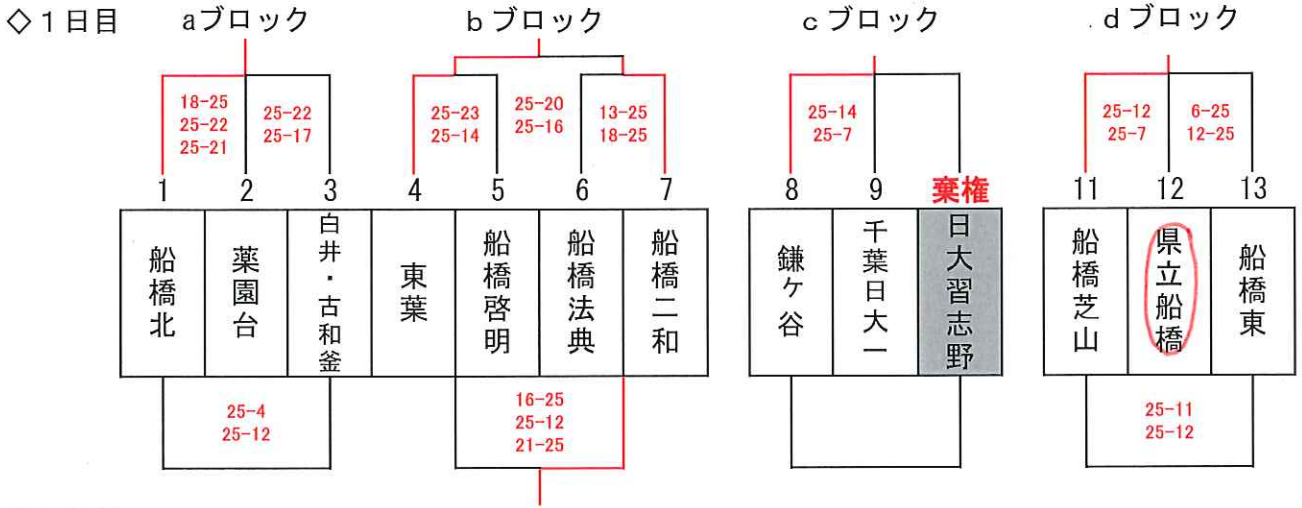 ◇1日目
aブロック
bブロック
cブロック
dブロック
18-25
25-22
25-21
25-22
25-17
25-23
25-14
25-20
25-16
13-25
18-25
25-14
25-7
25-12
25-7
6-25
12-25
1
2
3
4
5
6
7
8
9
棄権
11
12
13
船橋北
薬園台
白井・古和釜
東葉
船橋啓明
船橋法典
船橋二和
鎌ケ谷
千葉日大一
日大習志野
船橋芝山
県立船橋
船橋東
25-4
25-12
16-25
25-12
21-25
25-11
25-12